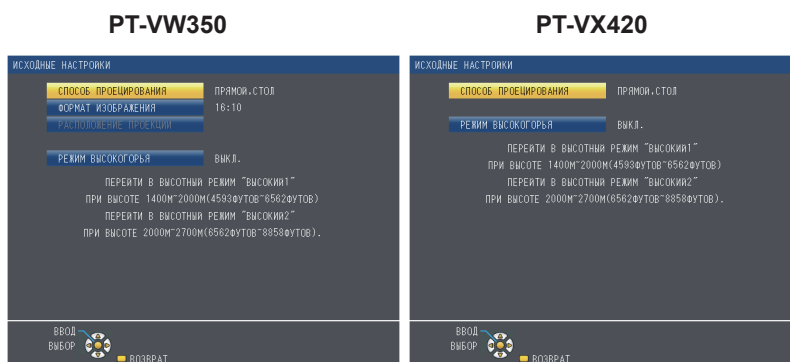 PT-VW350
ИСХОДНЫЕ НАСТРОЙКИ
СПОСОБ ПРОЕЦИРОВАНИЯ ПРЯМОЙ.СТОЛ
ФОРМАТ ИЗОБРАЖЕНИЯ 16:10
РАСПОЛОЖЕНИЕ ПРОЕКЦИИ
РЕЖИМ ВЫСОКОГОРЬЯ ВЫКЛ.
ПЕРЕЙТИ В ВЫСОТНЫЙ РЕЖИМ "ВЫСОКИЙ1"
ПРИ ВЫСОТЕ 1400М~2000М(4593ФУТОВ~6562ФУТОВ)
ПЕРЕЙТИ В ВЫСОТНЫЙ РЕЖИМ "ВЫСОКИЙ2"
ПРИ ВЫСОТЕ 2000М~2700М(6562ФУТОВ~8858ФУТОВ).
ВВОД
ВЫБОР
ВОЗВРАТ
PT-VX420
ИСХОДНЫЕ НАСТРОЙКИ
СПОСОБ ПРОЕЦИРОВАНИЯ ПРЯМОЙ.СТОЛ
РЕЖИМ ВЫСОКОГОРЬЯ ВЫКЛ.
ПЕРЕЙТИ В ВЫСОТНЫЙ РЕЖИМ "ВЫСОКИЙ1"
ПРИ ВЫСОТЕ 1400М~2000М(4593ФУТОВ~6562ФУТОВ)
ПЕРЕЙТИ В ВЫСОТНЫЙ РЕЖИМ "ВЫСОКИЙ2"
ПРИ ВЫСОТЕ 2000М~2700М(6562ФУТОВ~8858ФУТОВ).
ВВОД
ВЫБОР
ВОЗВРАТ